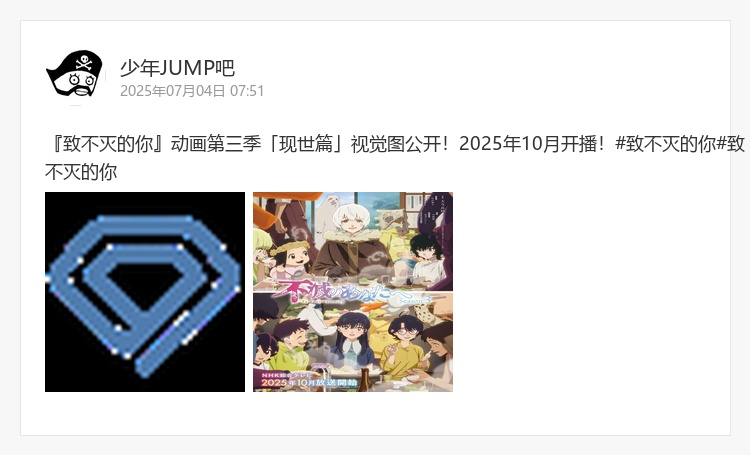 少年JUMP吧
2025年07月04日 07:51
『致不灭的你』动画第三季「现世篇」视觉图公开！2025年10月开播！#致不灭的你#致
不灭的你
不滅のあなたへ
Season3
NHK総合テレビ
2025年10月放送開始